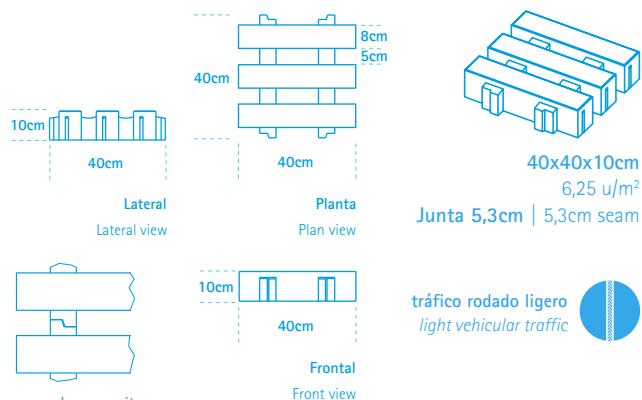 8cm
5cm
40cm
40cm
Planta
Plan view
10cm
40cm
Lateral
Lateral view
40x40x10cm
6,25 u/m²
Junta 5,3cm | 5,3cm seam
10cm
40cm
Frontal
Front view
tráfico rodado ligero
light vehicular traffic